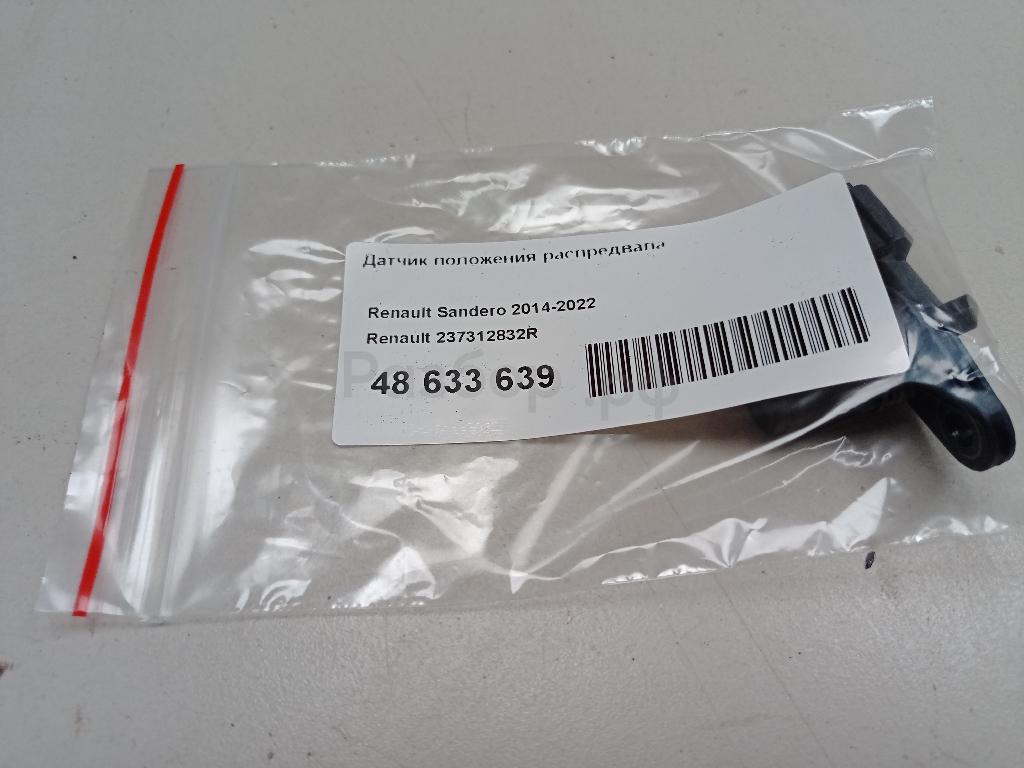 Датчик положения распредвала
Renault Sandero 2014-2022
Renault 237312832R
48 633 639